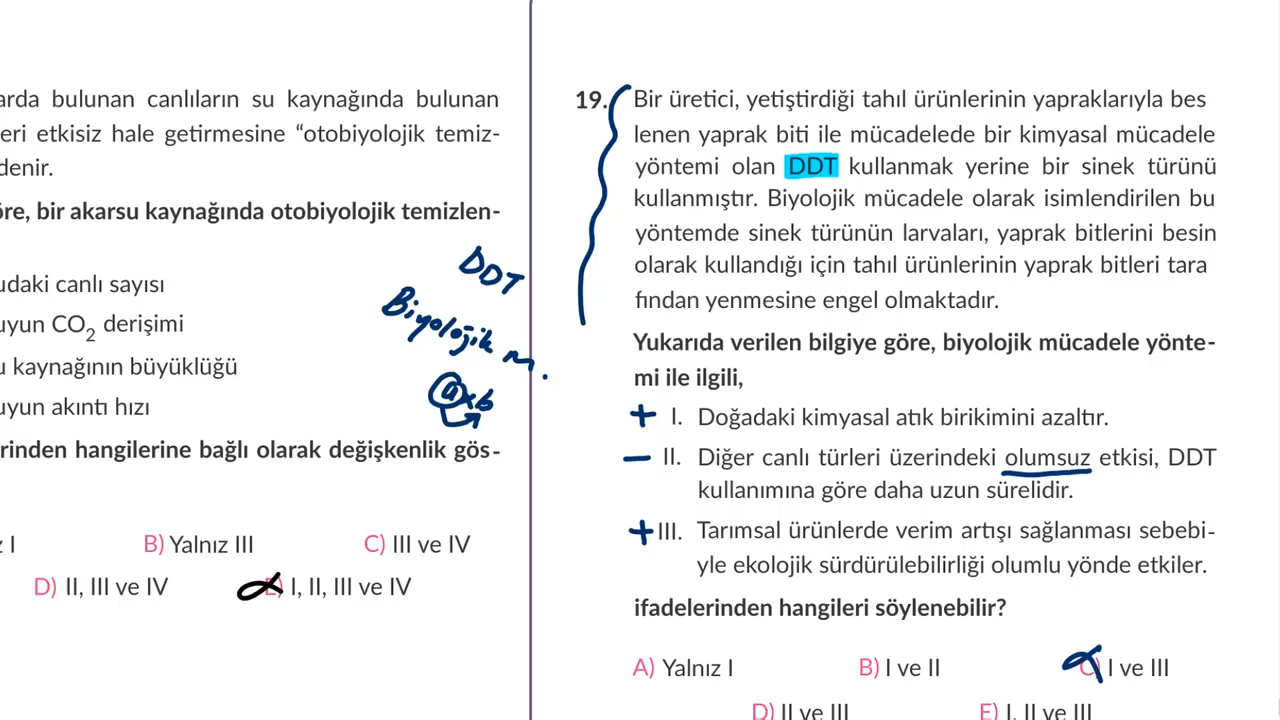 arda bulunan canlıların su kaynağında bulunan
eri etkisiz hale getirmesine “otobiyolojik temiz-
denir.
öre, bir akarsu kaynağında otobiyolojik temizlen-
udaki canlı sayısı
uyun CO2 derişimi
u kaynağının büyüklüğü
uyun akıntı hızı
rinden hangilerine bağlı olarak değişkenlik gös-
z I B) Yalnız III C) III ve IV
D) II, III ve IV E) I, II, III ve IV
DDT
Biyolojik m.
a x b
19. Bir üretici, yetiştirdiği tahıl ürünlerinin yapraklarıyla bes
lenen yaprak biti ile mücadelede bir kimyasal mücadele
yöntemi olan DDT kullanmak yerine bir sinek türünü
kullanmıştır. Biyolojik mücadele olarak isimlendirilen bu
yöntemde sinek türünün larvaları, yaprak bitlerini besin
olarak kullandığı için tahıl ürünlerinin yaprak bitleri tara
fından yenmesine engel olmaktadır.
Yukarıda verilen bilgiye göre, biyolojik mücadele yönte-
mi ile ilgili,
+ I. Doğadaki kimyasal atık birikimini azaltır.
− II. Diğer canlı türleri üzerindeki olumsuz etkisi, DDT
kullanımına göre daha uzun sürelidir.
+ III. Tarımsal ürünlerde verim artışı sağlanması sebebi-
yle ekolojik sürdürülebilirliği olumlu yönde etkiler.
ifadelerinden hangileri söylenebilir?
A) Yalnız I B) I ve II C) I ve III
D) II ve III E) I, II ve III